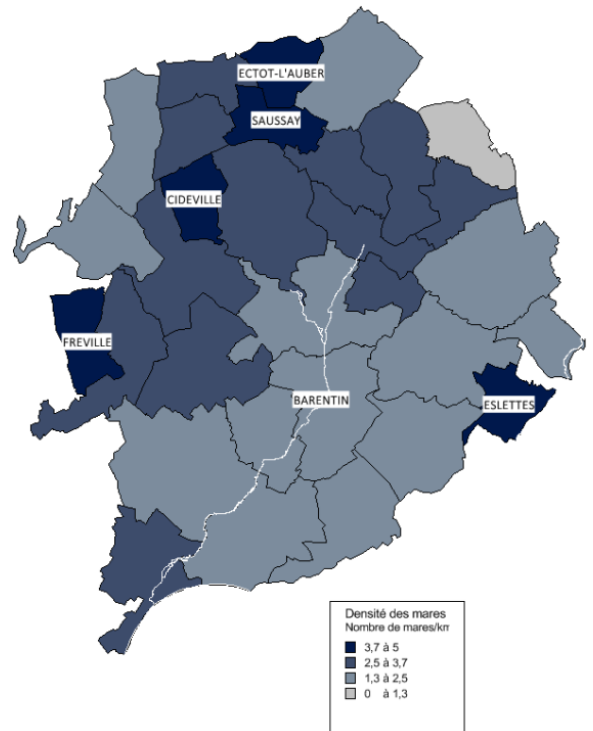 ECTOT-L'AUBER
SAUSSAY
CIDEVILLE
FREVILLE
BARENTIN
ESLETTES
Densité des mares
Nombre de mares/km
3,7 à 5
2,5 à 3,7
1,3 à 2,5
0 à 1,3